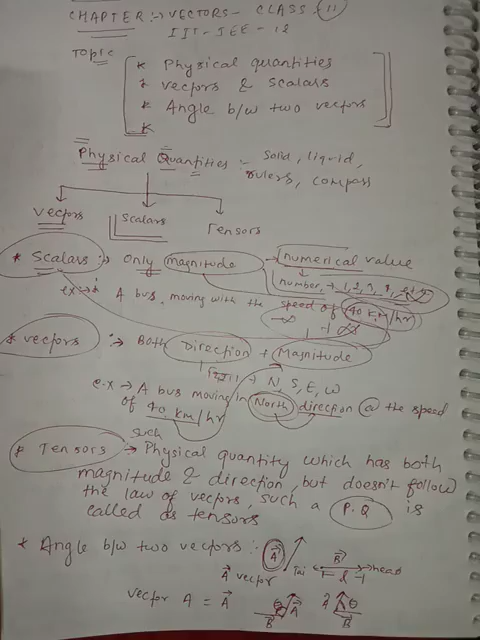 CHAPTER :- VECTORS - CLASS - 11
IIT-JEE-12
Topic
* Physical quantities
* vectors & scalars
* Angle b/w two vectors
*
Physical Quantities :- Solid, liquid,
rulers, compass
Vectors Scalars Tensors
* Scalars :- Only magnitude → numerical value
number → 1, 2, 3,
ex → A bus moving with the speed of 40 km/hr
* vectors :- Both Direction + Magnitude
दिशा → N, S, E, W
e.x → A bus moving in North direction @ the speed
of 40 km/hr
such
* Tensors → Physical quantity which has both
magnitude & direction, but doesn't follow
the law of vectors, such a P.Q is
called as tensors
* Angle b/w two vectors :- A B
A vector Tail head
vector A = A θ A A θ
B B